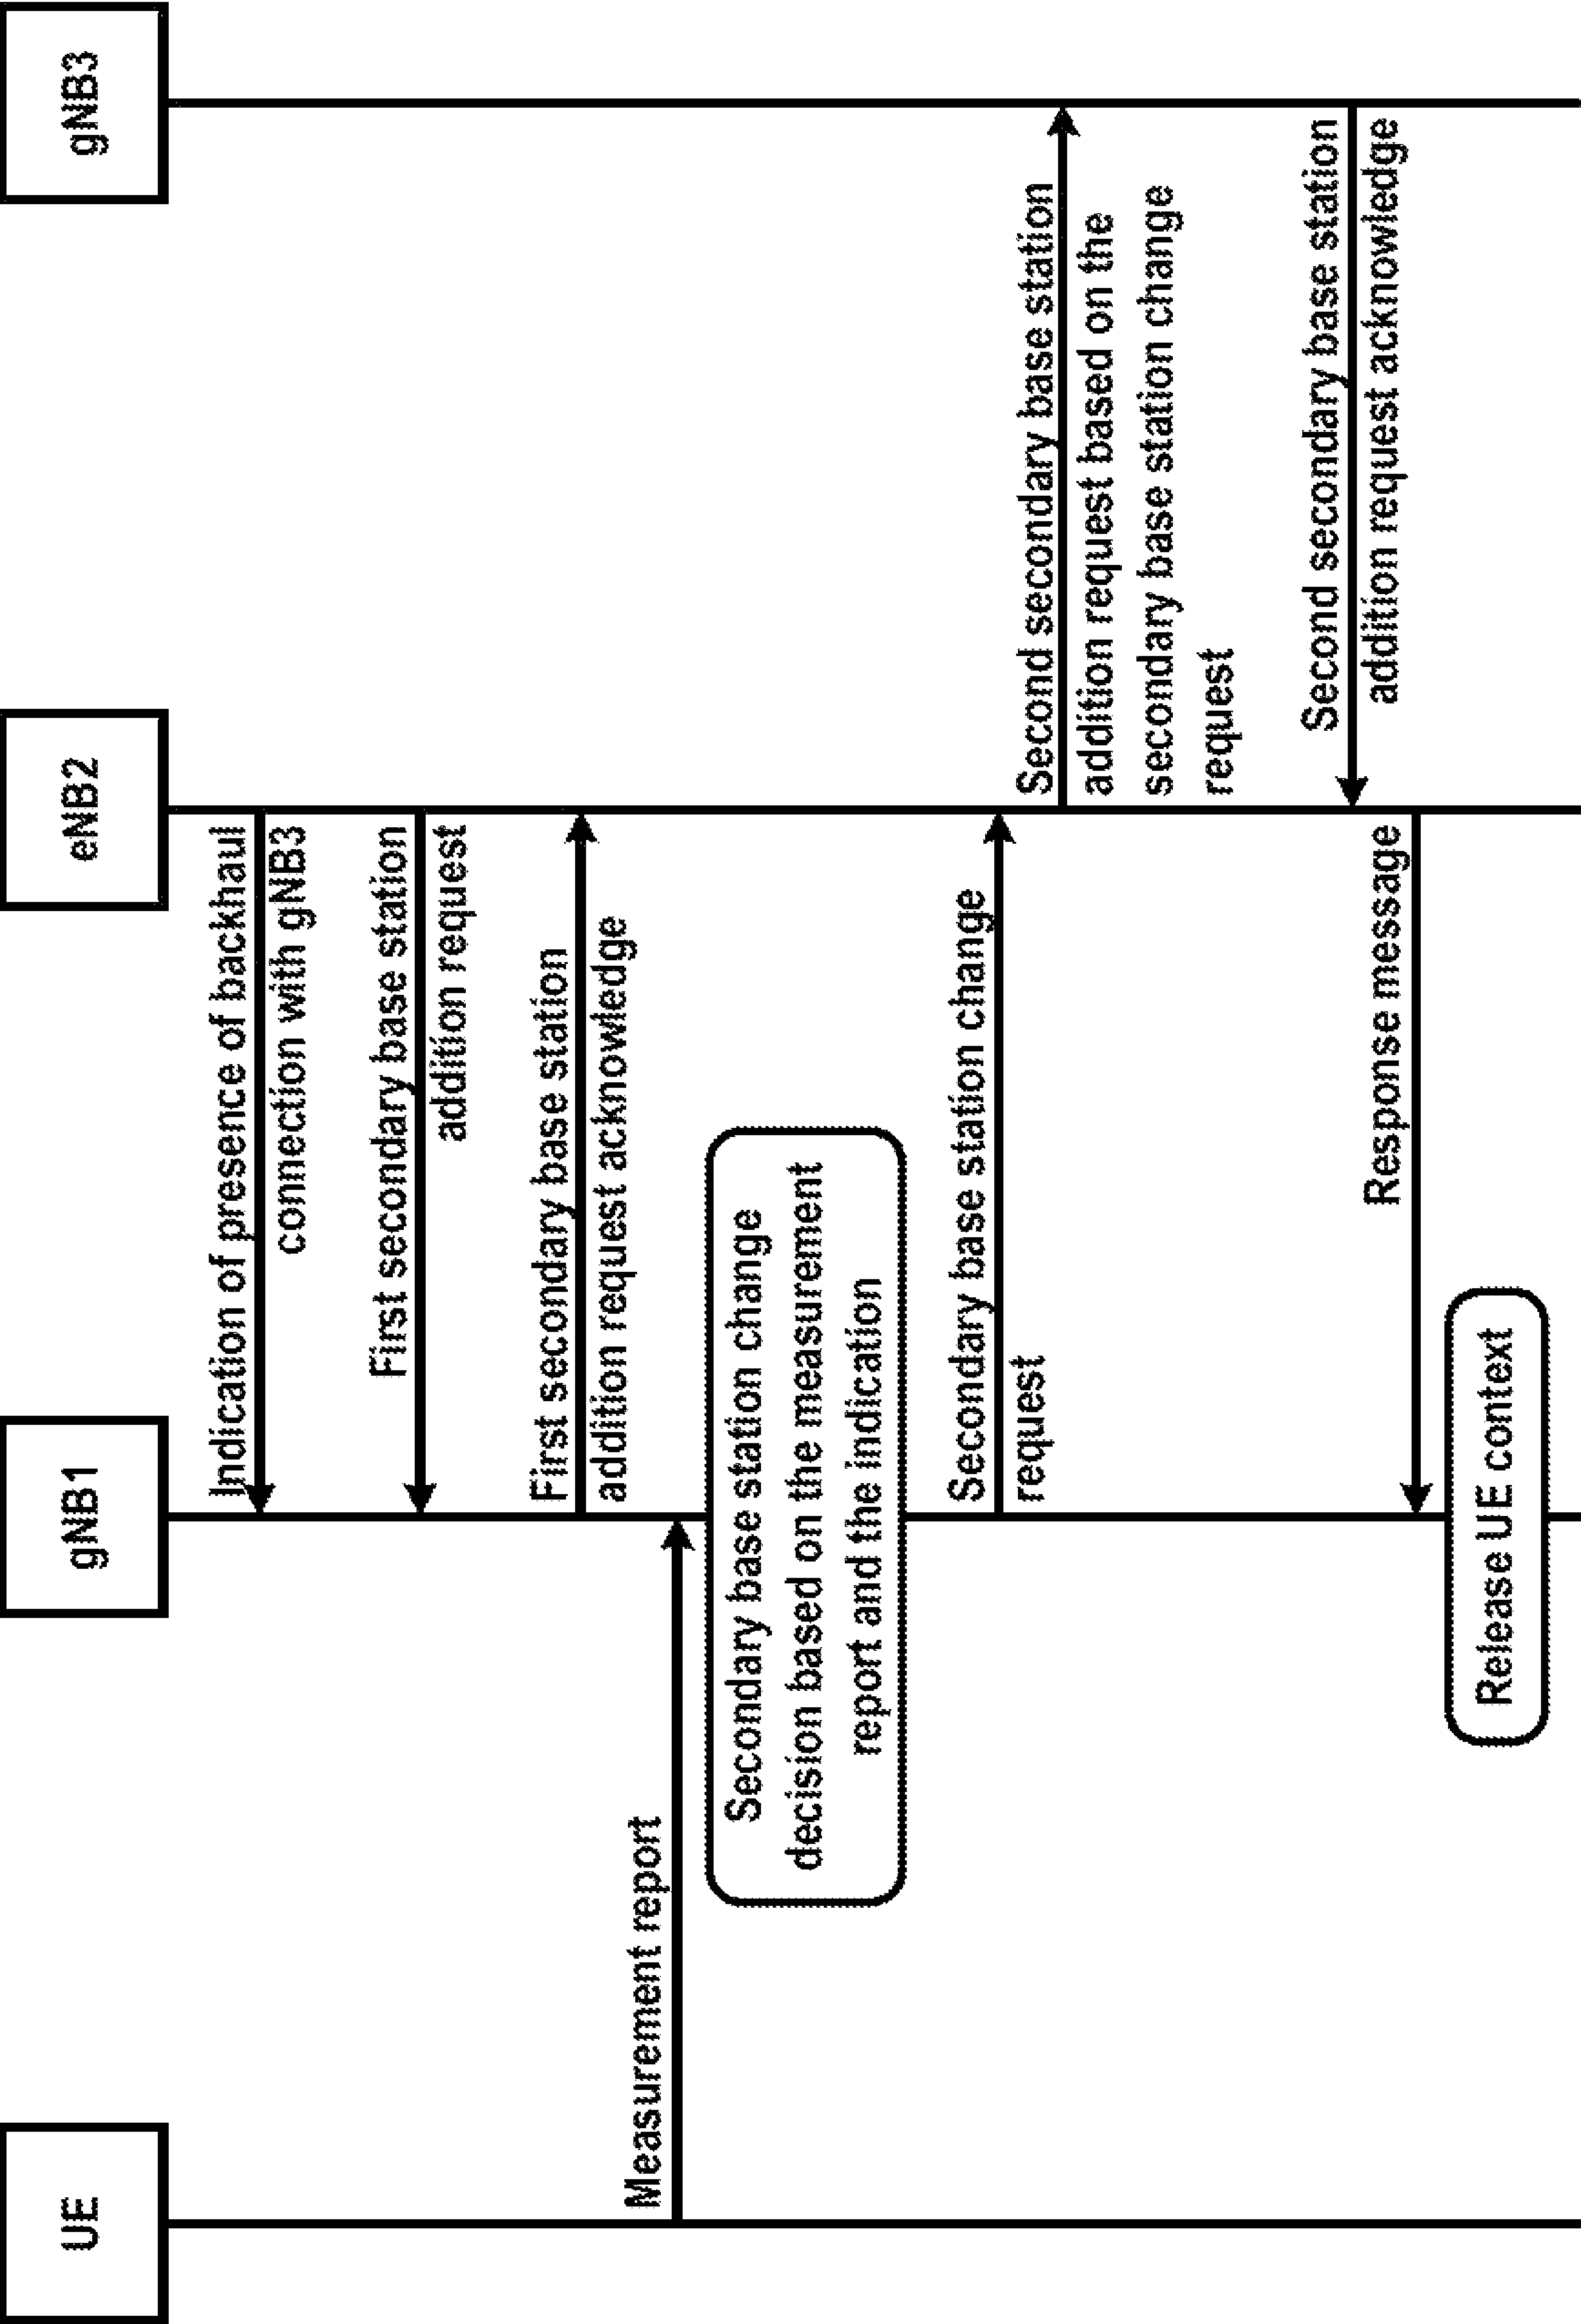 UE
gNB1
eNB2
gNB3
Indication of presence of backhaul
connection with gNB3
First secondary base station
addition request
First secondary base station
addition request acknowledge
Measurement report
Secondary base station change
decision based on the measurement
report and the indication
Secondary base station change
request
Second secondary base station
addition request based on the
secondary base station change
request
Second secondary base station
addition request acknowledge
Response message
Release UE context